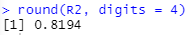 > round(R2, digits = 4)
[1] 0.8194